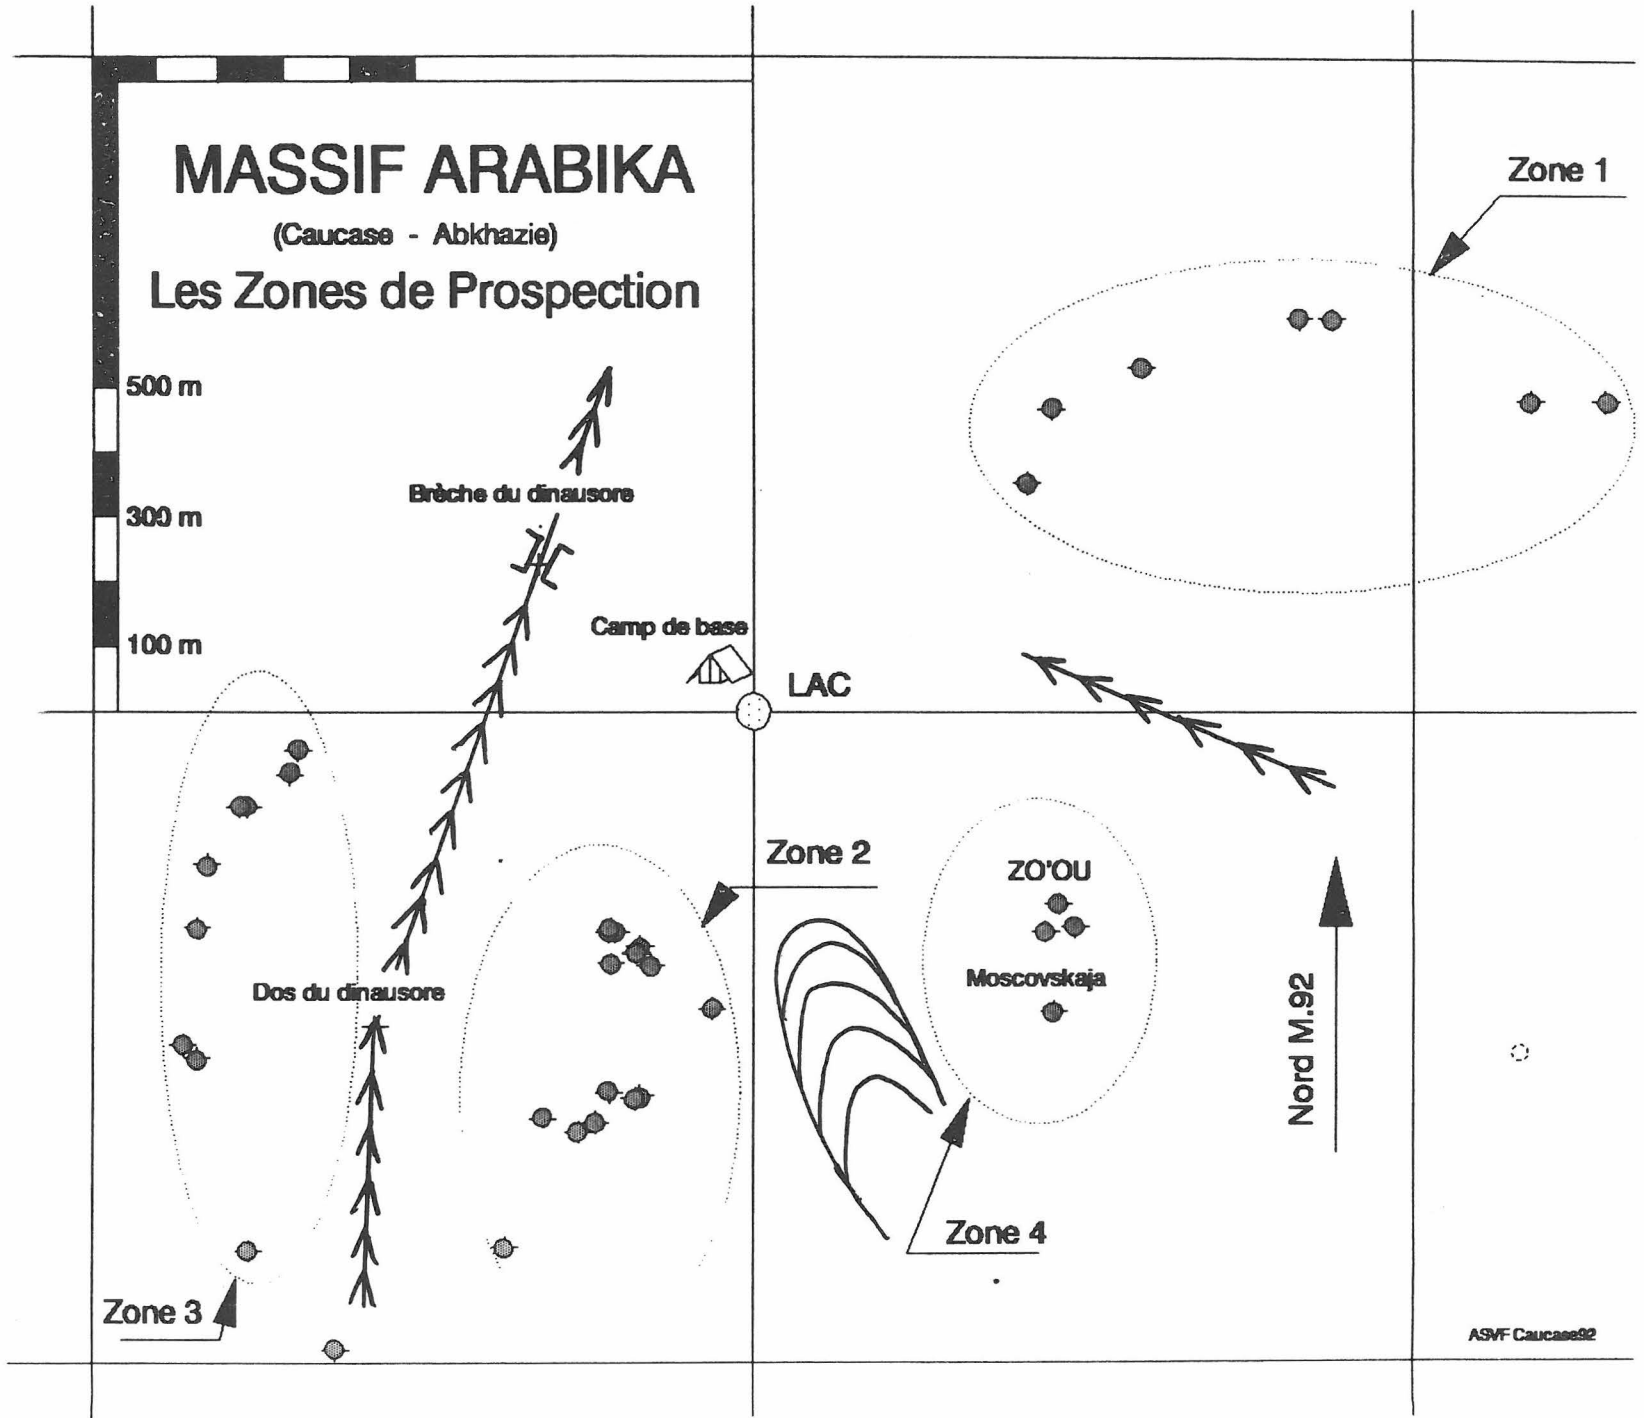 MASSIF ARABIKA
(Caucase - Abkhazie)
Les Zones de Prospection
Zone 1
500 m
Brèche du dinausore
300 m
Camp de base
100 m
LAC
Zone 2
ZO'OU
Moscovskaja
Dos du dinausore
Nord M.92
Zone 4
Zone 3
ASVF Caucase92